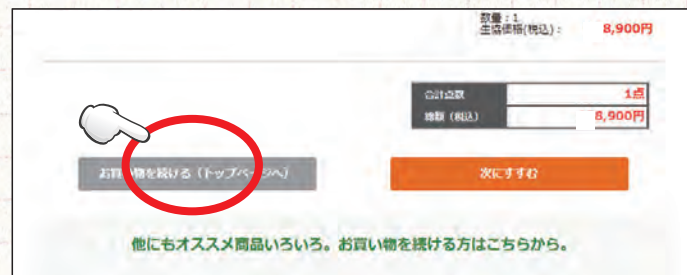 数量：1
生協価格(税込)： 8,900円
合計点数 1点
総額（税込） 8,900円
お買い物を続ける（トップページへ） 次にすすむ
他にもオススメ商品いろいろ。お買い物を続ける方はこちらから。